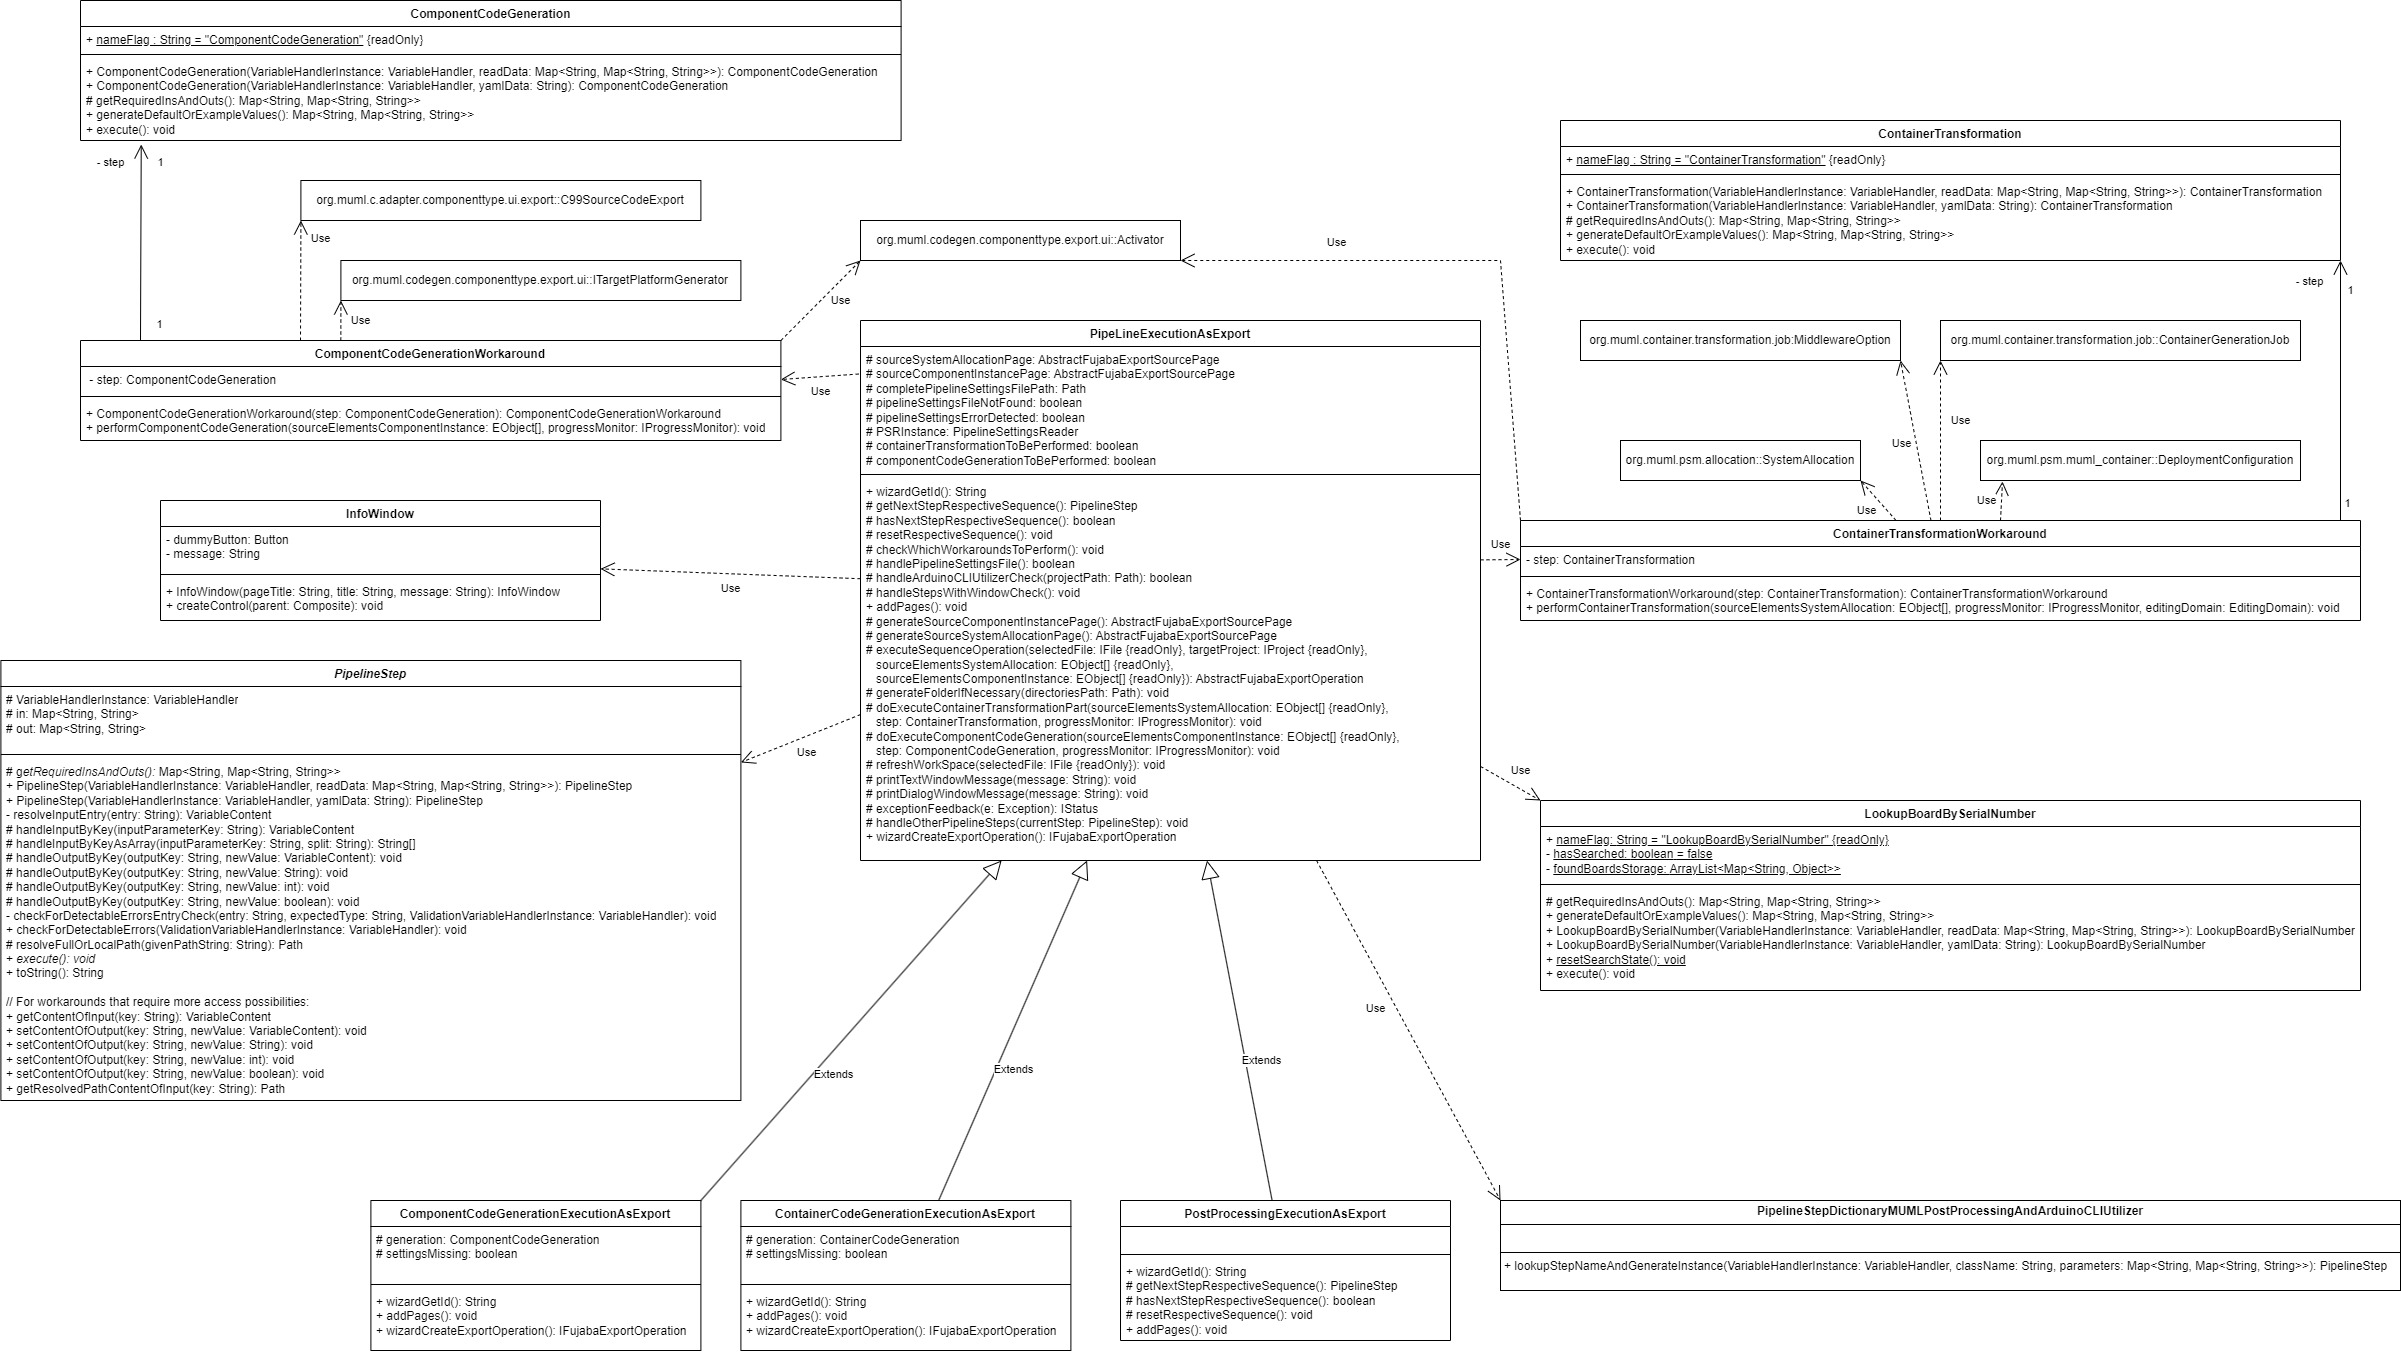 ComponentCodeGeneration
+ nameFlag : String = "ComponentCodeGeneration" {readOnly}
+ ComponentCodeGeneration(VariableHandlerInstance: VariableHandler, readData: Map<String, Map<String, String>>): ComponentCodeGeneration
+ ComponentCodeGeneration(VariableHandlerInstance: VariableHandler, yamlData: String): ComponentCodeGeneration
# getRequiredInsAndOuts(): Map<String, Map<String, String>>
+ generateDefaultOrExampleValues(): Map<String, Map<String, String>>
+ execute(): void
- step
1
1
org.muml.c.adapter.componenttype.ui.export::C99SourceCodeExport
Use
org.muml.codegen.componenttype.export.ui::ITargetPlatformGenerator
Use
org.muml.codegen.componenttype.export.ui::Activator
Use
Use
ContainerTransformation
+ nameFlag : String = "ContainerTransformation" {readOnly}
+ ContainerTransformation(VariableHandlerInstance: VariableHandler, readData: Map<String, Map<String, String>>): ContainerTransformation
+ ContainerTransformation(VariableHandlerInstance: VariableHandler, yamlData: String): ContainerTransformation
# getRequiredInsAndOuts(): Map<String, Map<String, String>>
+ generateDefaultOrExampleValues(): Map<String, Map<String, String>>
+ execute(): void
- step
1
1
org.muml.container.transformation.job:MiddlewareOption
org.muml.container.transformation.job::ContainerGenerationJob
Use
Use
org.muml.psm.allocation::SystemAllocation
org.muml.psm.muml_container::DeploymentConfiguration
Use
Use
ComponentCodeGenerationWorkaround
- step: ComponentCodeGeneration
+ ComponentCodeGenerationWorkaround(step: ComponentCodeGeneration): ComponentCodeGenerationWorkaround
+ performComponentCodeGeneration(sourceElementsComponentInstance: EObject[], progressMonitor: IProgressMonitor): void
Use
PipeLineExecutionAsExport
# sourceSystemAllocationPage: AbstractFujabaExportSourcePage
# sourceComponentInstancePage: AbstractFujabaExportSourcePage
# completePipelineSettingsFilePath: Path
# pipelineSettingsFileNotFound: boolean
# pipelineSettingsErrorDetected: boolean
# PSRInstance: PipelineSettingsReader
# containerTransformationToBePerformed: boolean
# componentCodeGenerationToBePerformed: boolean
+ wizardGetId(): String
# getNextStepRespectiveSequence(): PipelineStep
# hasNextStepRespectiveSequence(): boolean
# resetRespectiveSequence(): void
# checkWhichWorkaroundsToPerform(): void
# handlePipelineSettingsFile(): boolean
# handleArduinoCLIUtilizerCheck(projectPath: Path): boolean
# handleStepsWithWindowCheck(): void
+ addPages(): void
# generateSourceComponentInstancePage(): AbstractFujabaExportSourcePage
# generateSourceSystemAllocationPage(): AbstractFujabaExportSourcePage
# executeSequenceOperation(selectedFile: IFile {readOnly}, targetProject: IProject {readOnly},
sourceElementsSystemAllocation: EObject[] {readOnly},
sourceElementsComponentInstance: EObject[] {readOnly}): AbstractFujabaExportOperation
# generateFolderIfNecessary(directoriesPath: Path): void
# doExecuteContainerTransformationPart(sourceElementsSystemAllocation: EObject[] {readOnly},
step: ContainerTransformation, progressMonitor: IProgressMonitor): void
# doExecuteComponentCodeGeneration(sourceElementsComponentInstance: EObject[] {readOnly},
step: ComponentCodeGeneration, progressMonitor: IProgressMonitor): void
# refreshWorkSpace(selectedFile: IFile {readOnly}): void
# printTextWindowMessage(message: String): void
# printDialogWindowMessage(message: String): void
# exceptionFeedback(e: Exception): IStatus
# handleOtherPipelineSteps(currentStep: PipelineStep): void
+ wizardCreateExportOperation(): IFujabaExportOperation
Use
ContainerTransformationWorkaround
- step: ContainerTransformation
+ ContainerTransformationWorkaround(step: ContainerTransformation): ContainerTransformationWorkaround
+ performContainerTransformation(sourceElementsSystemAllocation: EObject[], progressMonitor: IProgressMonitor, editingDomain: EditingDomain): void
InfoWindow
- dummyButton: Button
- message: String
+ InfoWindow(pageTitle: String, title: String, message: String): InfoWindow
+ createControl(parent: Composite): void
Use
PipelineStep
# VariableHandlerInstance: VariableHandler
# in: Map<String, String>
# out: Map<String, String>
# getRequiredInsAndOuts(): Map<String, Map<String, String>>
+ PipelineStep(VariableHandlerInstance: VariableHandler, readData: Map<String, Map<String, String>>): PipelineStep
+ PipelineStep(VariableHandlerInstance: VariableHandler, yamlData: String): PipelineStep
- resolveInputEntry(entry: String): VariableContent
# handleInputByKey(inputParameterKey: String): VariableContent
# handleInputByKeyAsArray(inputParameterKey: String, split: String): String[]
# handleOutputByKey(outputKey: String, newValue: VariableContent): void
# handleOutputByKey(outputKey: String, newValue: String): void
# handleOutputByKey(outputKey: String, newValue: int): void
# handleOutputByKey(outputKey: String, newValue: boolean): void
- checkForDetectableErrorsEntryCheck(entry: String, expectedType: String, ValidationVariableHandlerInstance: VariableHandler): void
+ checkForDetectableErrors(ValidationVariableHandlerInstance: VariableHandler): void
# resolveFullOrLocalPath(givenPathString: String): Path
+ execute(): void
+ toString(): String
// For workarounds that require more access possibilities:
+ getContentOfInput(key: String): VariableContent
+ setContentOfOutput(key: String, newValue: VariableContent): void
+ setContentOfOutput(key: String, newValue: String): void
+ setContentOfOutput(key: String, newValue: int): void
+ setContentOfOutput(key: String, newValue: boolean): void
+ getResolvedPathContentOfInput(key: String): Path
Use
Use
LookupBoardBySerialNumber
+ nameFlag: String = "LookupBoardBySerialNumber" {readOnly}
- hasSearched: boolean = false
- foundBoardsStorage: ArrayList<Map<String, Object>>
# getRequiredInsAndOuts(): Map<String, Map<String, String>>
+ generateDefaultOrExampleValues(): Map<String, Map<String, String>>
+ LookupBoardBySerialNumber(VariableHandlerInstance: VariableHandler, readData: Map<String, Map<String, String>>): LookupBoardBySerialNumber
+ LookupBoardBySerialNumber(VariableHandlerInstance: VariableHandler, yamlData: String): LookupBoardBySerialNumber
+ resetSearchState(): void
+ execute(): void
Use
Extends
Extends
Extends
ComponentCodeGenerationExecutionAsExport
# generation: ComponentCodeGeneration
# settingsMissing: boolean
+ wizardGetId(): String
+ addPages(): void
+ wizardCreateExportOperation(): IFujabaExportOperation
ContainerCodeGenerationExecutionAsExport
# generation: ContainerCodeGeneration
# settingsMissing: boolean
+ wizardGetId(): String
+ addPages(): void
+ wizardCreateExportOperation(): IFujabaExportOperation
PostProcessingExecutionAsExport
+ wizardGetId(): String
# getNextStepRespectiveSequence(): PipelineStep
# hasNextStepRespectiveSequence(): boolean
# resetRespectiveSequence(): void
+ addPages(): void
PipelineStepDictionaryMUMLPostProcessingAndArduinoCLIUtilizer
+ lookupStepNameAndGenerateInstance(VariableHandlerInstance: VariableHandler, className: String, parameters: Map<String, Map<String, String>>): PipelineStep